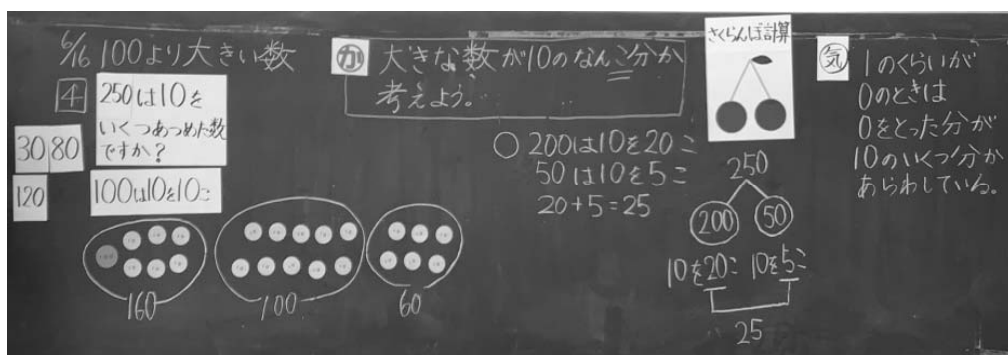 6/16 100より大きい数
4
250は10を
いくつあつめた数
ですか?
30 80
120
100は10を10こ
160
100
60
か
大きな数が10のなんこ分か
考えよう。
○ 200は10を20こ
50は10を5こ
20+5=25
さくらんぼ計算
250
200 50
10を20こ 10を5こ
25
気
1のくらいが
0のときは
0をとった分が
10のいくつ分か
あらわしている。